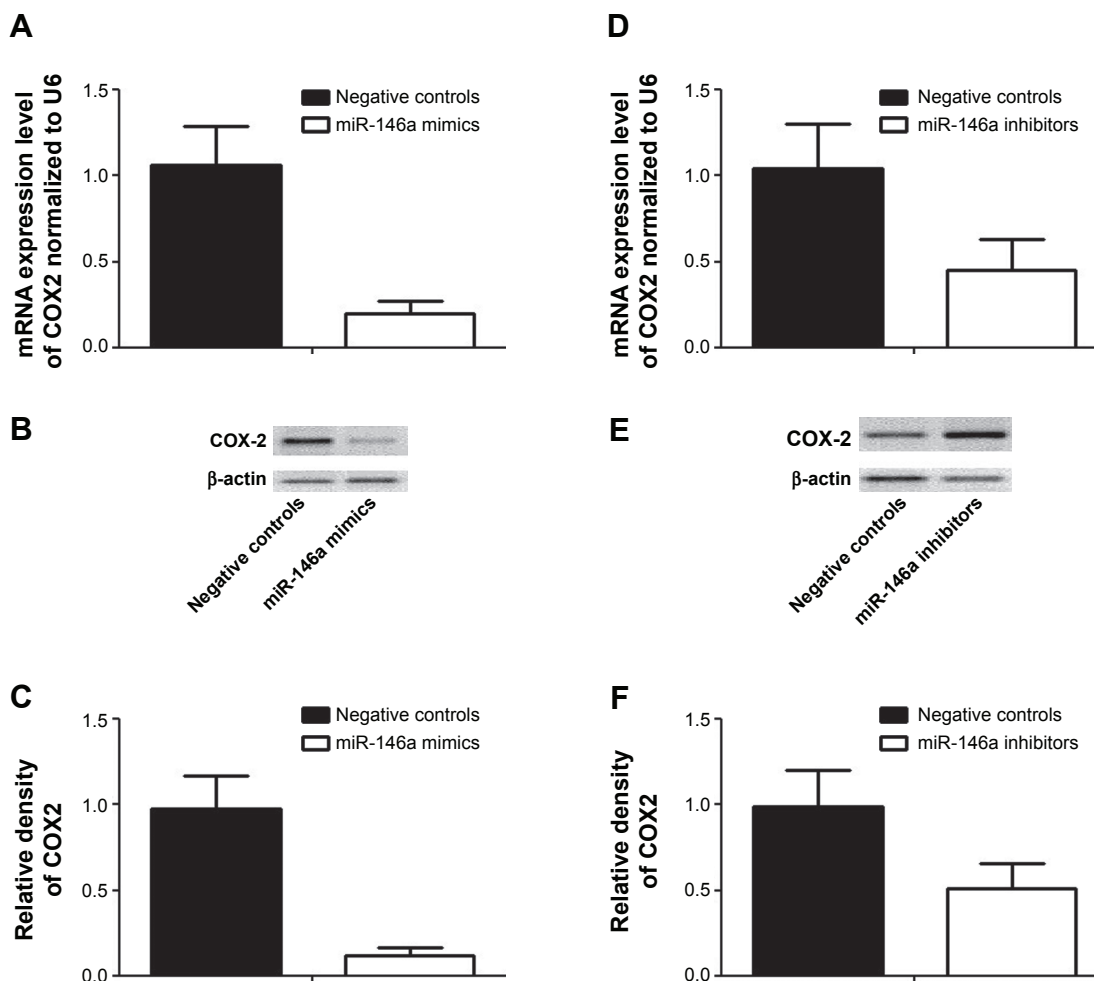 A
mRNA expression level
of COX2 normalized to U6
1.5
1.0
0.5
0.0
Negative controls
miR-146a mimics
D
mRNA expression level
of COX2 normalized to U6
1.5
1.0
0.5
0.0
Negative controls
miR-146a inhibitors
B
COX-2
β-actin
Negative controls
miR-146a mimics
E
COX-2
β-actin
Negative controls
miR-146a inhibitors
C
Relative density
of COX2
1.5
1.0
0.5
0.0
Negative controls
miR-146a mimics
F
Relative density
of COX2
1.5
1.0
0.5
0.0
Negative controls
miR-146a inhibitors